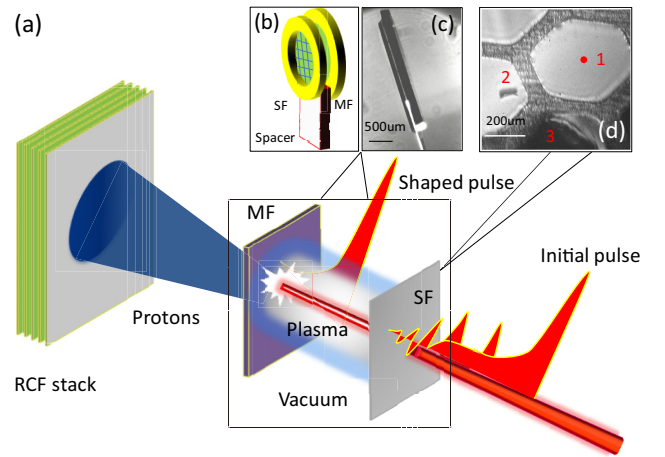 (a)
(b)
SF
MF
Spacer
(c)
500um
1
2
200um
3
(d)
Shaped pulse
MF
Initial pulse
SF
Protons
Plasma
RCF stack
Vacuum